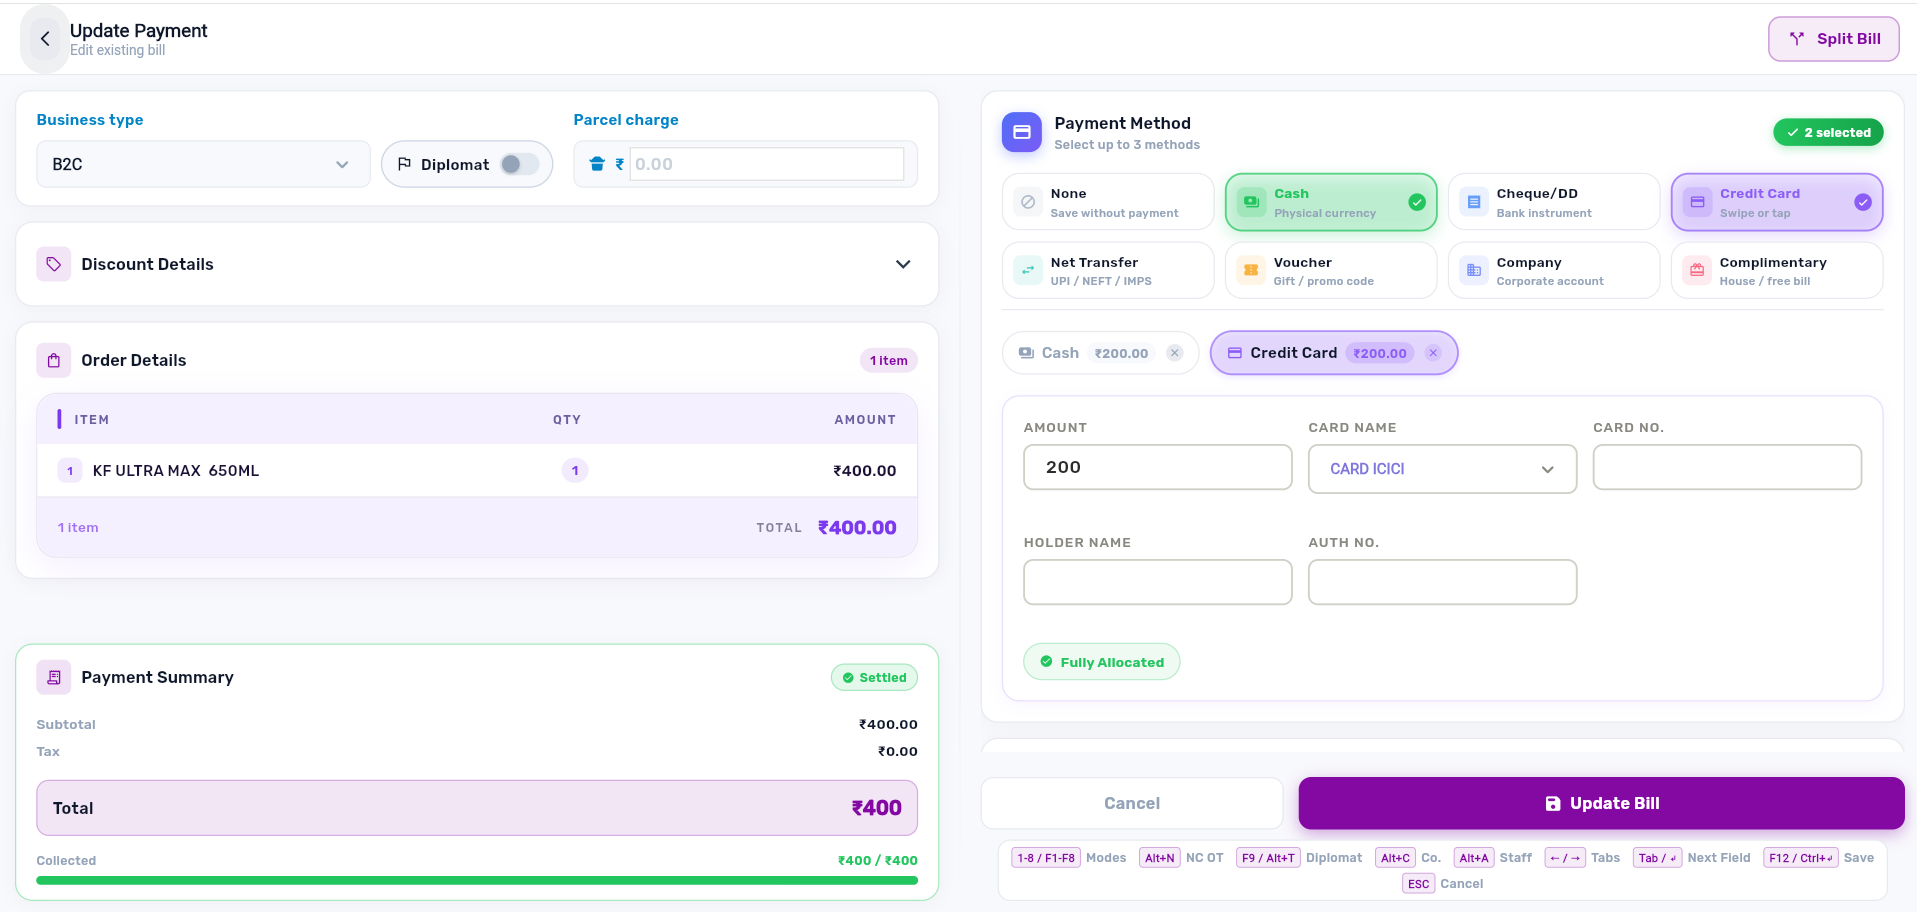 Update Payment
Edit existing bill
Split Bill
Business type
Parcel charge
B2C
Diplomat
₹ 0.00
Discount Details
Order Details
1 item
ITEM QTY AMOUNT
1 KF ULTRA MAX 650ML 1 ₹400.00
1 item TOTAL ₹400.00
Payment Summary
Settled
Subtotal ₹400.00
Tax ₹0.00
Total ₹400
Collected ₹400 / ₹400
Payment Method
Select up to 3 methods
2 selected
None
Save without payment
Cash
Physical currency
Cheque/DD
Bank instrument
Credit Card
Swipe or tap
Net Transfer
UPI / NEFT / IMPS
Voucher
Gift / promo code
Company
Corporate account
Complimentary
House / free bill
Cash ₹200.00
Credit Card ₹200.00
AMOUNT CARD NAME CARD NO.
200 CARD ICICI
HOLDER NAME AUTH NO.
Fully Allocated
Cancel
Update Bill
1-8 / F1-F8 Modes Alt+N NC OT F9 / Alt+T Diplomat Alt+C Co. Alt+A Staff ← / → Tabs Tab / ↲ Next Field F12 / Ctrl+↲ Save
ESC Cancel